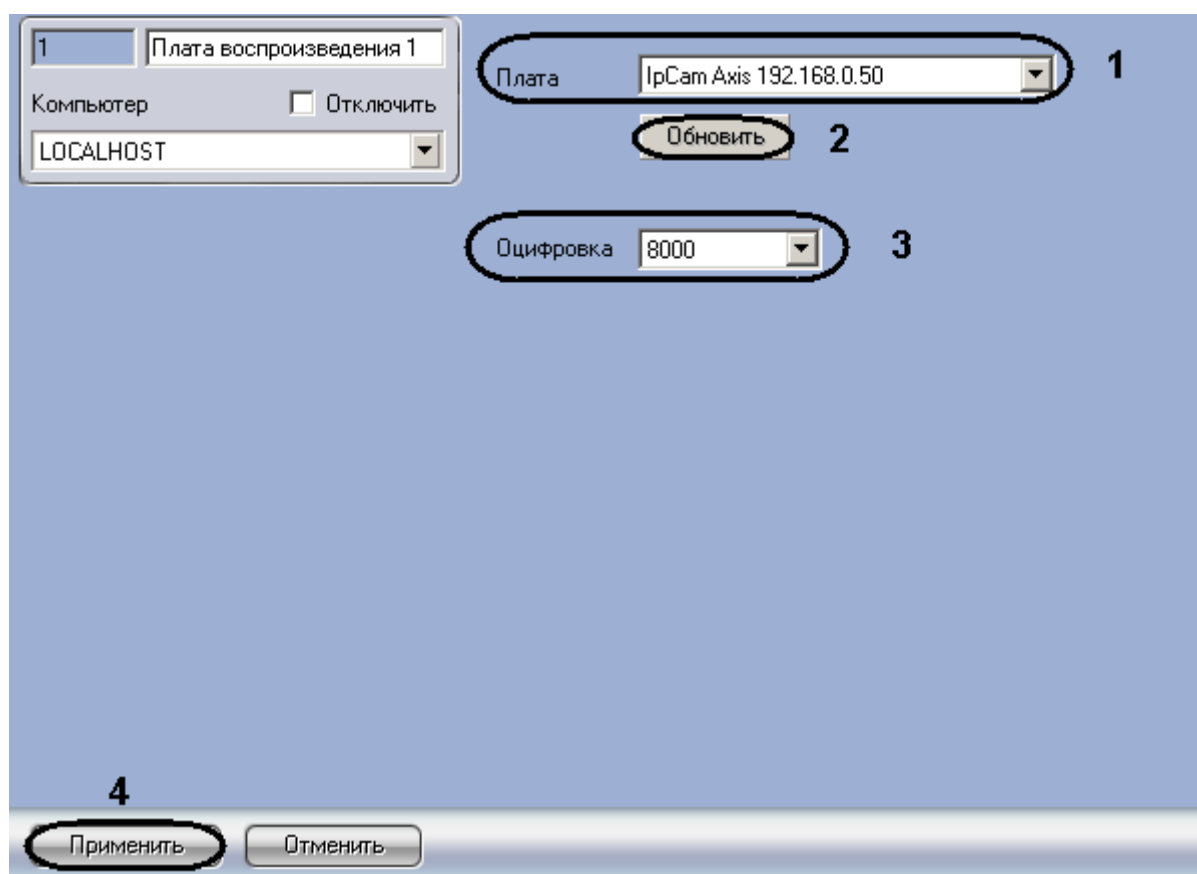 1 Плата воспроизведения 1
Компьютер Отключить
LOCALHOST
Плата IpCam Axis 192.168.0.50 1
Обновить 2
Оцифровка 8000 3
4
Применить Отменить